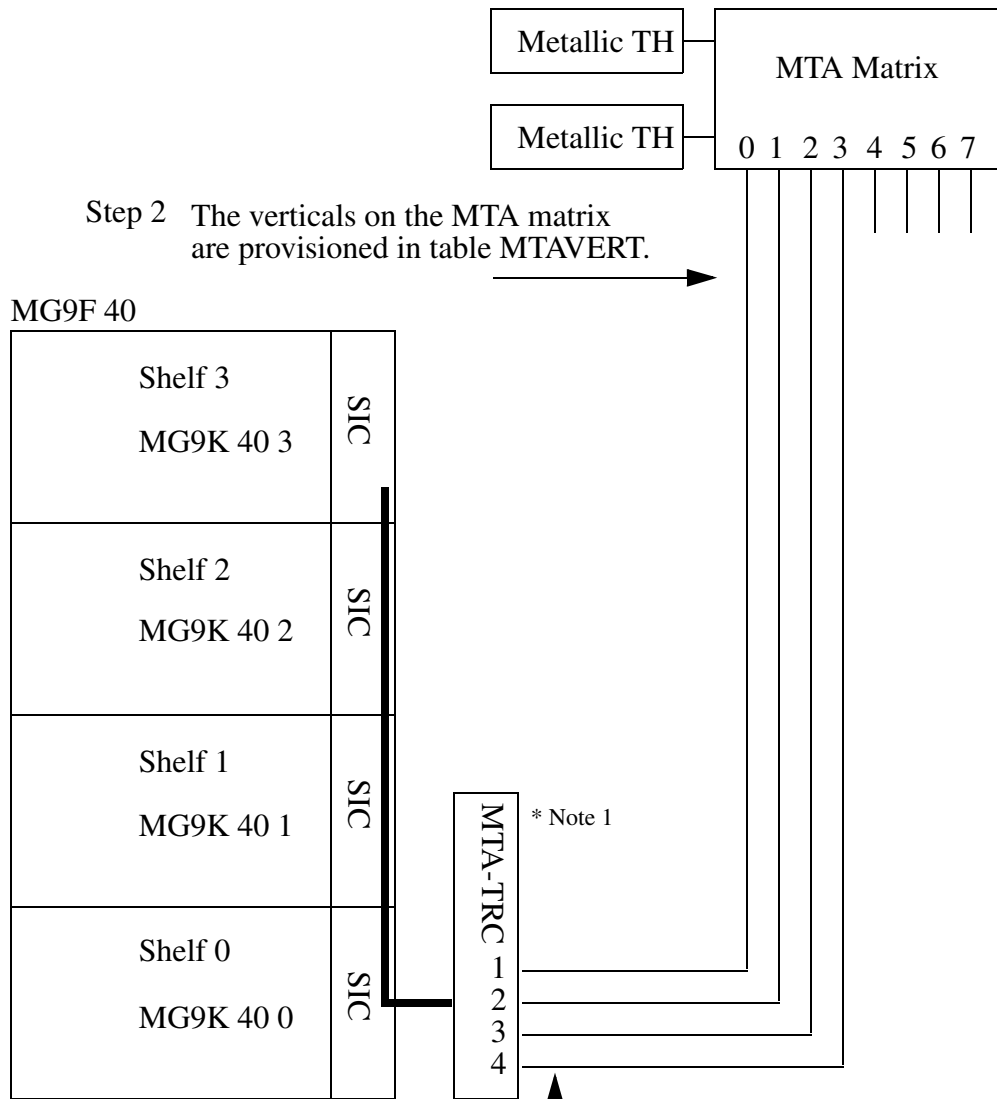 Metallic TH
MTA Matrix
Metallic TH
0 1 2 3 4 5 6 7
Step 2 The verticals on the MTA matrix
are provisioned in table MTAVERT.
MG9F 40
Shelf 3
MG9K 40 3
SIC
Shelf 2
MG9K 40 2
SIC
Shelf 1
MG9K 40 1
SIC
Shelf 0
MG9K 40 0
SIC
MTA-TRC
* Note 1
1
2
3
4